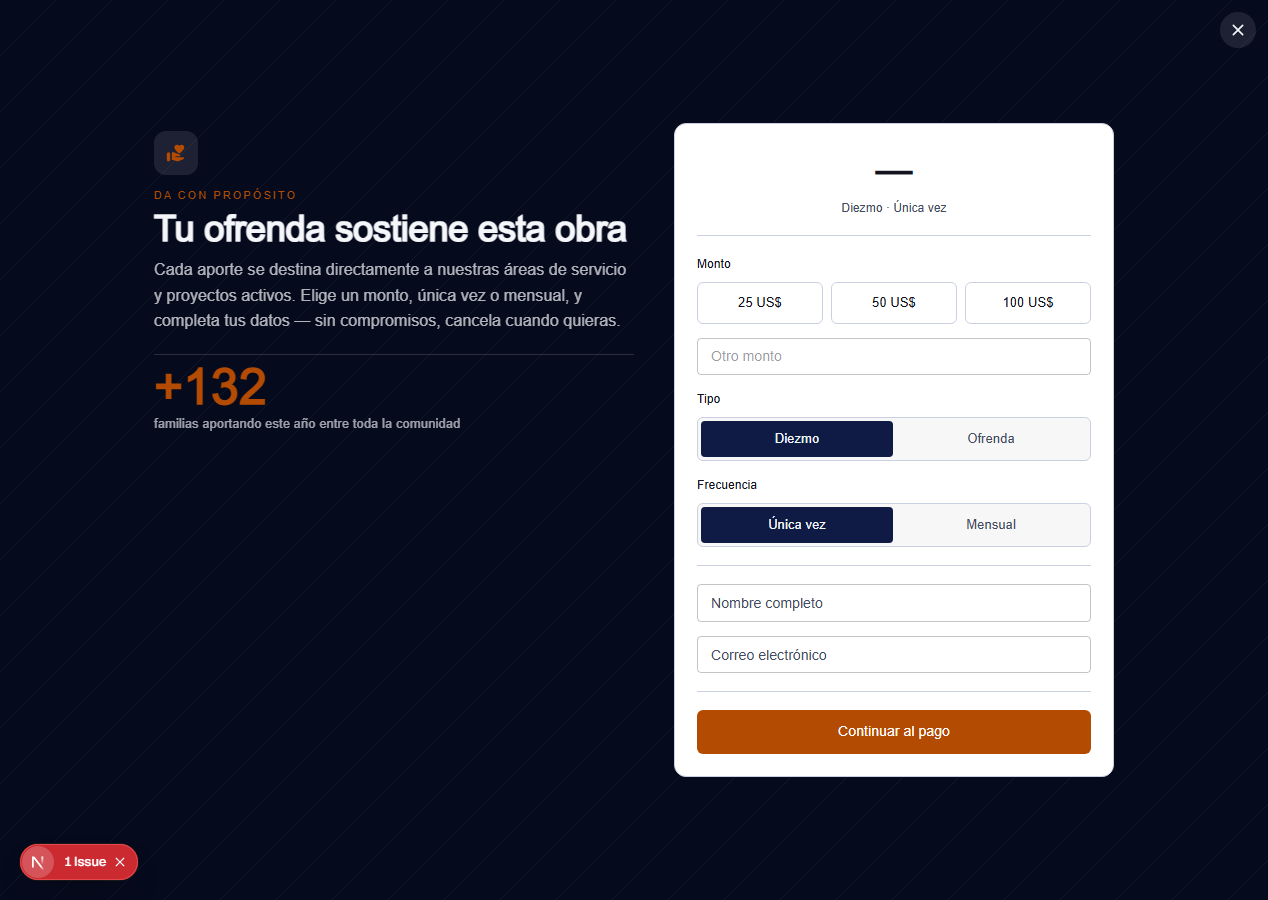 DA CON PROPÓSITO
Tu ofrenda sostiene esta obra
Cada aporte se destina directamente a nuestras áreas de servicio
y proyectos activos. Elige un monto, única vez o mensual, y
completa tus datos — sin compromisos, cancela cuando quieras.
+132
familias aportando este año entre toda la comunidad
—
Diezmo · Única vez
Monto
25 US$
50 US$
100 US$
Otro monto
Tipo
Diezmo
Ofrenda
Frecuencia
Única vez
Mensual
Nombre completo
Correo electrónico
Continuar al pago
N
1 Issue